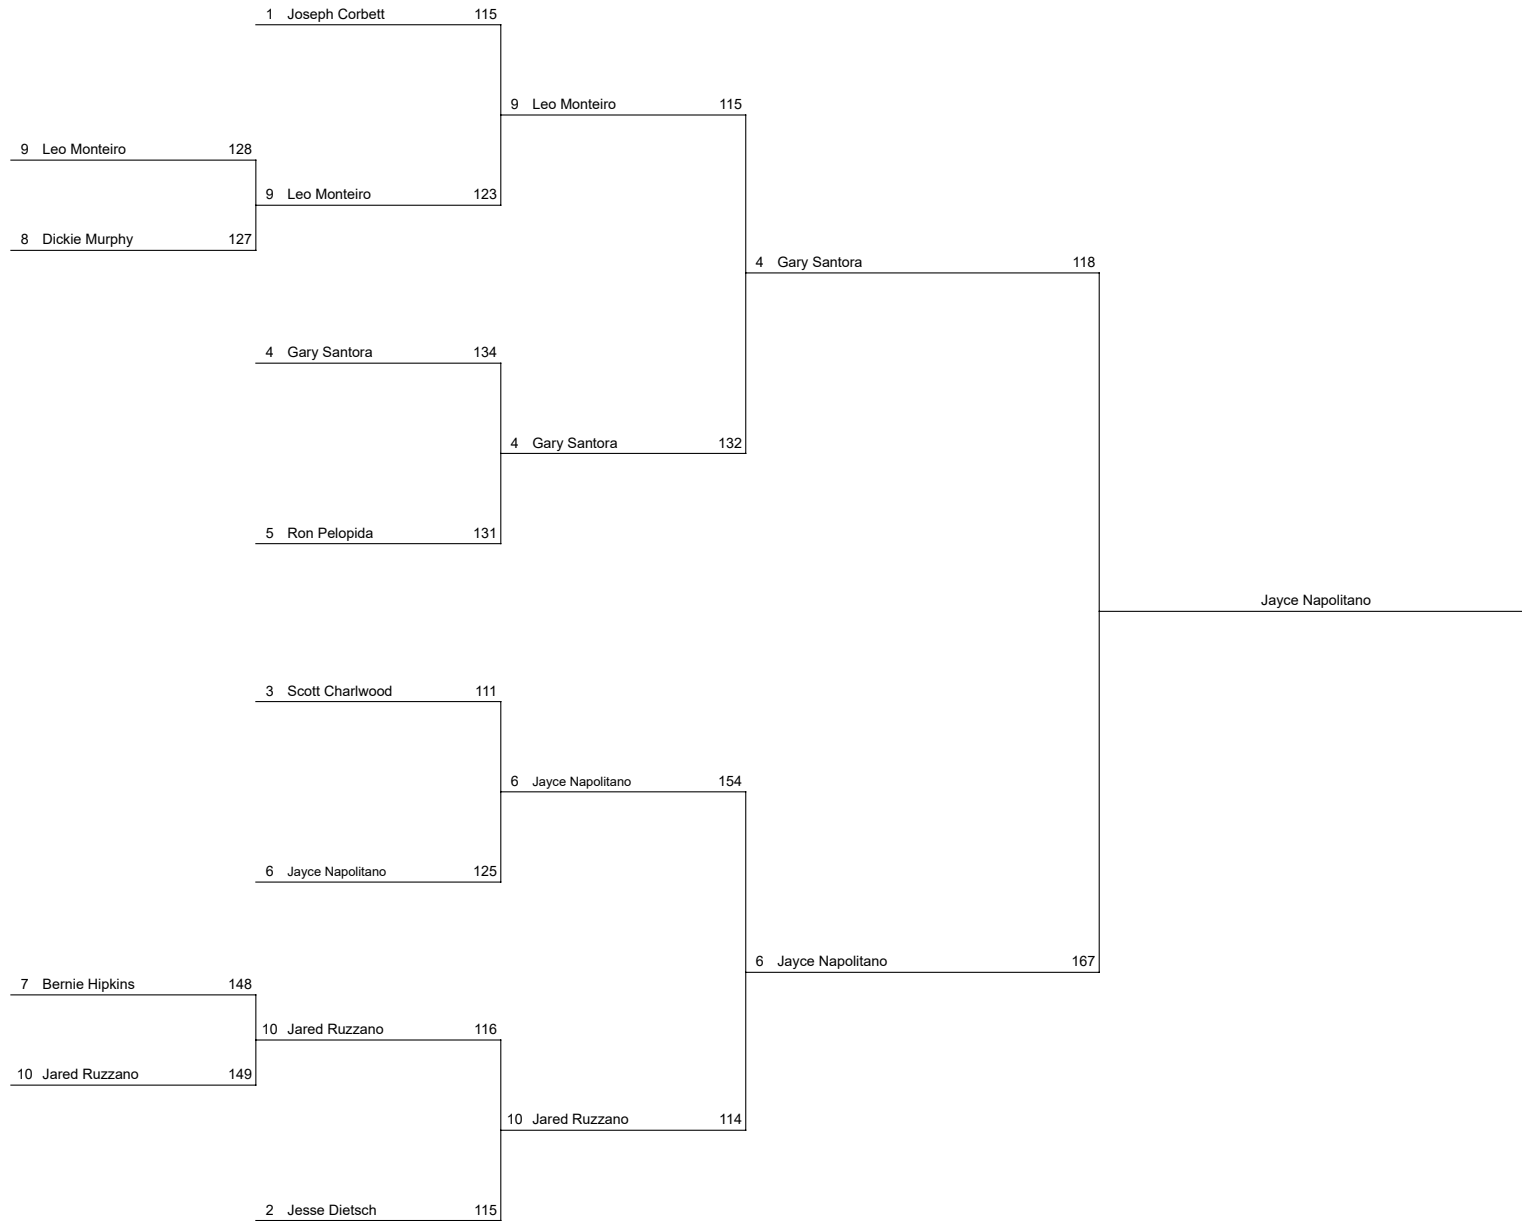 1 Joseph Corbett 115
9 Leo Monteiro 115
9 Leo Monteiro 128
9 Leo Monteiro 123
8 Dickie Murphy 127
4 Gary Santora 118
4 Gary Santora 134
4 Gary Santora 132
5 Ron Pelopida 131
Jayce Napolitano
3 Scott Charlwood 111
6 Jayce Napolitano 154
6 Jayce Napolitano 125
6 Jayce Napolitano 167
7 Bernie Hipkins 148
10 Jared Ruzzano 116
10 Jared Ruzzano 149
10 Jared Ruzzano 114
2 Jesse Dietsch 115